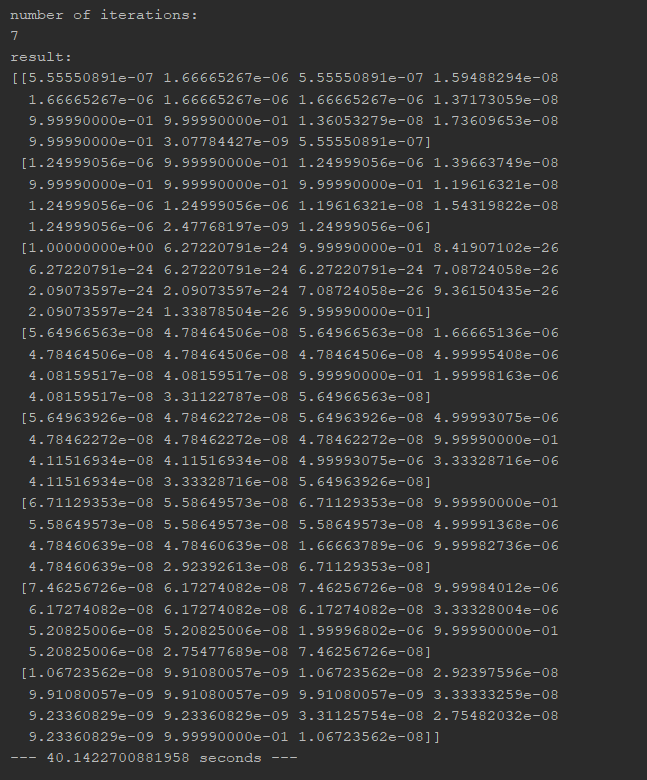 number of iterations:
7
result:
[[5.55550891e-07 1.66665267e-06 5.55550891e-07 1.59488294e-08
1.66665267e-06 1.66665267e-06 1.66665267e-06 1.37173059e-08
9.99990000e-01 9.99990000e-01 1.36053279e-08 1.73609653e-08
9.99990000e-01 3.07784427e-09 5.55550891e-07]
[1.24999056e-06 9.99990000e-01 1.24999056e-06 1.39663749e-08
9.99990000e-01 9.99990000e-01 9.99990000e-01 1.19616321e-08
1.24999056e-06 1.24999056e-06 1.19616321e-08 1.54319822e-08
1.24999056e-06 2.47768197e-09 1.24999056e-06]
[1.00000000e+00 6.27220791e-24 9.99990000e-01 8.41907102e-26
6.27220791e-24 6.27220791e-24 6.27220791e-24 7.08724058e-26
2.09073597e-24 2.09073597e-24 7.08724058e-26 9.36150435e-26
2.09073597e-24 1.33878504e-26 9.99990000e-01]
[5.64966563e-08 4.78464506e-08 5.64966563e-08 1.66665136e-06
4.78464506e-08 4.78464506e-08 4.78464506e-08 4.99995408e-06
4.08159517e-08 4.08159517e-08 9.99990000e-01 1.99998163e-06
4.08159517e-08 3.31122787e-08 5.64966563e-08]
[5.64963926e-08 4.78462272e-08 5.64963926e-08 4.99993075e-06
4.78462272e-08 4.78462272e-08 4.78462272e-08 9.99990000e-01
4.11516934e-08 4.11516934e-08 4.99993075e-06 3.33328716e-06
4.11516934e-08 3.33328716e-08 5.64963926e-08]
[6.71129353e-08 5.58649573e-08 6.71129353e-08 9.99990000e-01
5.58649573e-08 5.58649573e-08 5.58649573e-08 4.99991368e-06
4.78460639e-08 4.78460639e-08 1.66663789e-06 9.99982736e-06
4.78460639e-08 2.92392613e-08 6.71129353e-08]
[7.46256726e-08 6.17274082e-08 7.46256726e-08 9.99984012e-06
6.17274082e-08 6.17274082e-08 6.17274082e-08 3.33328004e-06
5.20825006e-08 5.20825006e-08 1.99996802e-06 9.99990000e-01
5.20825006e-08 2.75477689e-08 7.46256726e-08]
[1.06723562e-08 9.91080057e-09 1.06723562e-08 2.92397596e-08
9.91080057e-09 9.91080057e-09 9.91080057e-09 3.33333259e-08
9.23360829e-09 9.23360829e-09 3.31125754e-08 2.75482032e-08
9.23360829e-09 9.99990000e-01 1.06723562e-08]]
--- 40.1422700881958 seconds ---